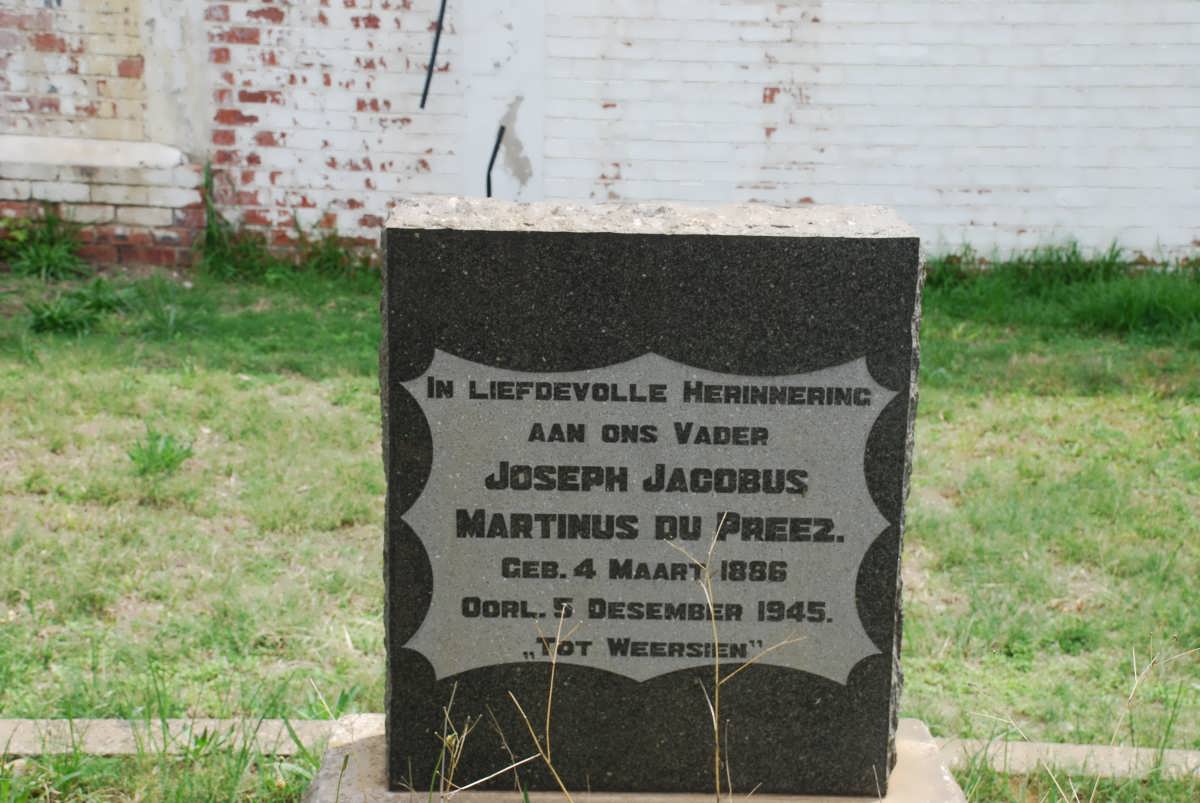 In liefdevolle Herinnering
aan ons Vader
Joseph Jacobus
Martinus du Preez.
Geb. 4 Maart 1886
Oorl. 5 Desember 1945.
„Tot Weersien”